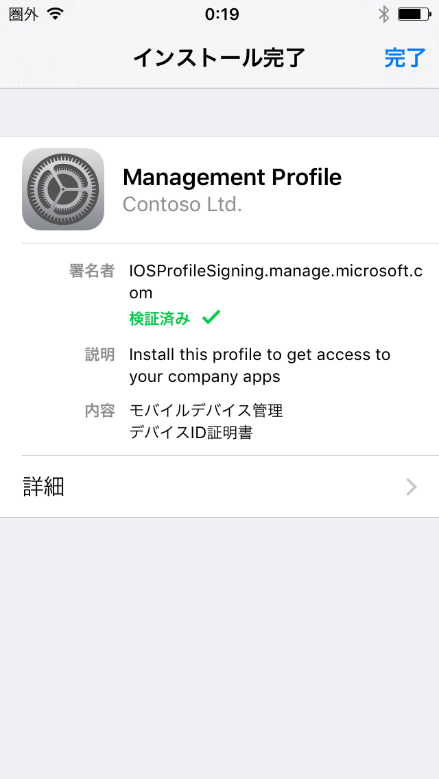 圏外 0:19
インストール完了 完了
Management Profile
Contoso Ltd.
署名者 IOSProfileSigning.manage.microsoft.c
om
検証済み
説明 Install this profile to get access to
your company apps
内容 モバイルデバイス管理
デバイスID証明書
詳細